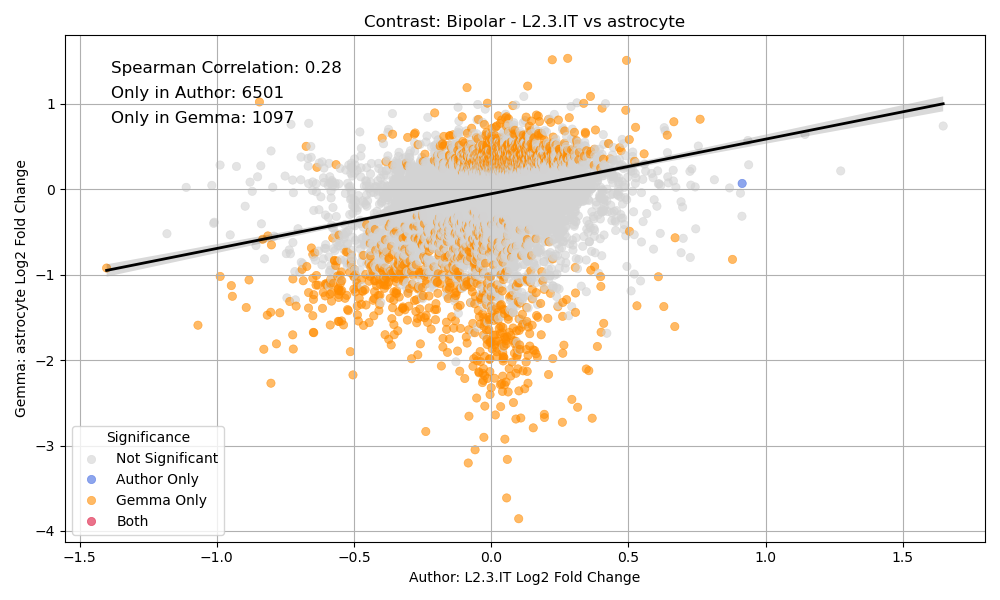 Contrast: Bipolar - L2.3.IT vs astrocyte
Spearman Correlation: 0.28
Only in Author: 6501
Only in Gemma: 1097
Gemma: astrocyte Log2 Fold Change
1
0
−1
−2
−3
−4
Significance
Not Significant
Author Only
Gemma Only
Both
−1.5
−1.0
−0.5
0.0
0.5
1.0
1.5
Author: L2.3.IT Log2 Fold Change